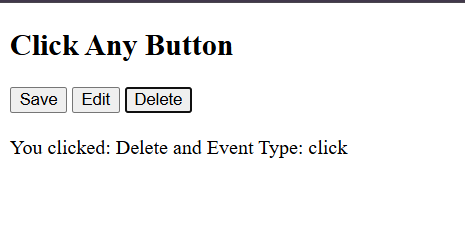 Click Any Button
Save Edit Delete
You clicked: Delete and Event Type: click